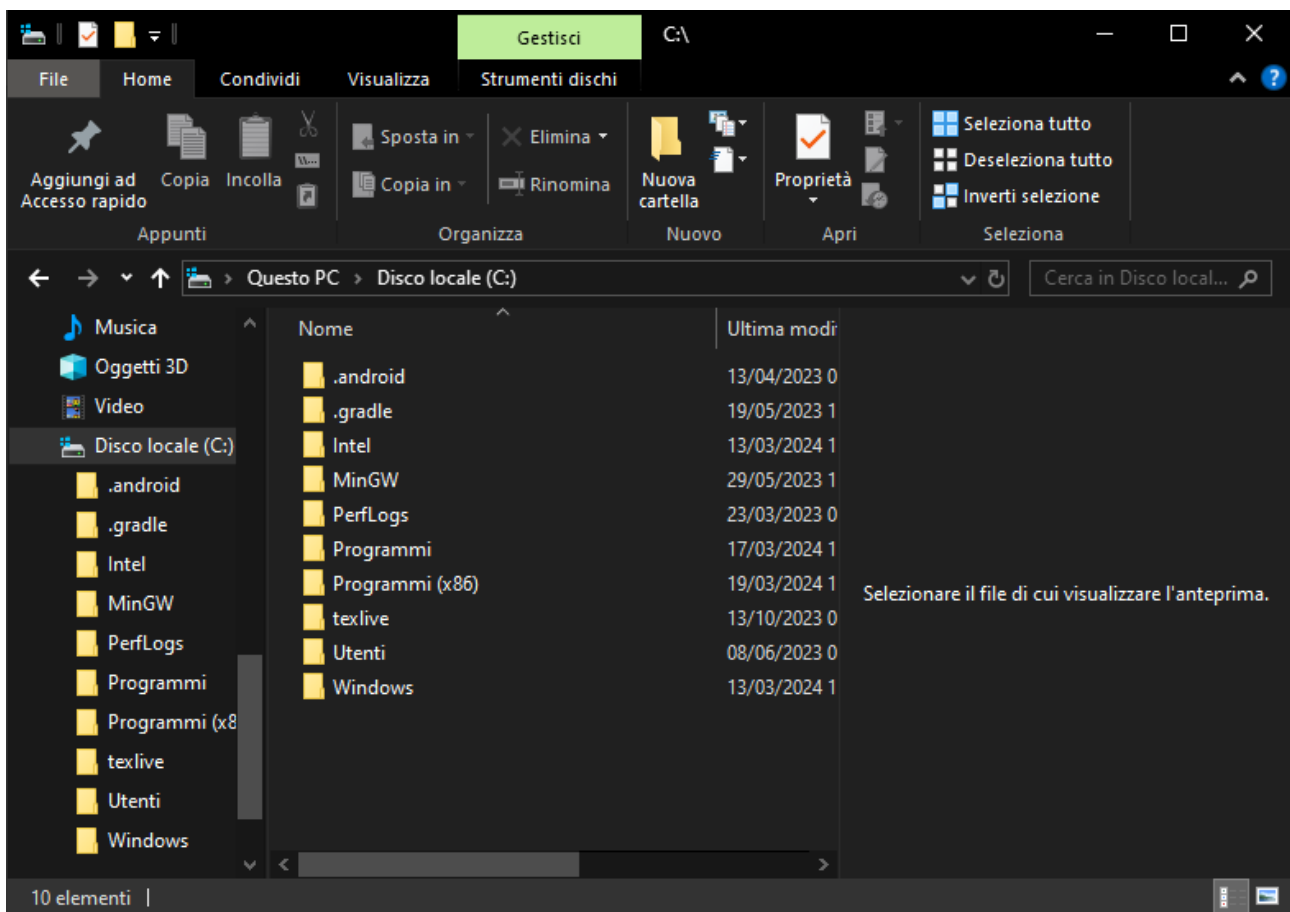 Gestisci
C:\
File
Home
Condividi
Visualizza
Strumenti dischi
Aggiungi ad
Accesso rapido
Copia
Incolla
Appunti
Sposta in
Copia in
Elimina
Rinomina
Organizza
Nuova
cartella
Nuovo
Proprietà
Apri
Seleziona tutto
Deseleziona tutto
Inverti selezione
Seleziona
Questo PC > Disco locale (C:)
Cerca in Disco local...
Musica
Oggetti 3D
Video
Disco locale (C:)
.android
.gradle
Intel
MinGW
PerfLogs
Programmi
Programmi (x8
texlive
Utenti
Windows
Nome Ultima modi
.android 13/04/2023 0
.gradle 19/05/2023 1
Intel 13/03/2024 1
MinGW 29/05/2023 1
PerfLogs 23/03/2023 0
Programmi 17/03/2024 1
Programmi (x86) 19/03/2024 1
texlive 13/10/2023 0
Utenti 08/06/2023 0
Windows 13/03/2024 1
Selezionare il file di cui visualizzare l'anteprima.
10 elementi